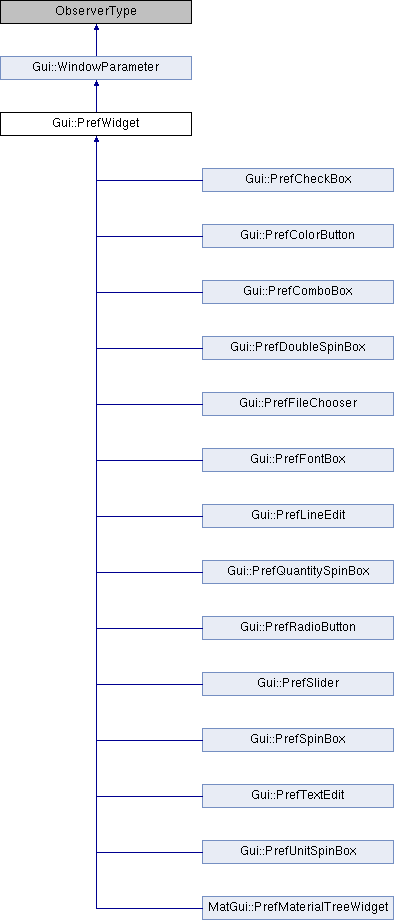 ObserverType
Gui::WindowParameter
Gui::PrefWidget
Gui::PrefCheckBox
Gui::PrefColorButton
Gui::PrefComboBox
Gui::PrefDoubleSpinBox
Gui::PrefFileChooser
Gui::PrefFontBox
Gui::PrefLineEdit
Gui::PrefQuantitySpinBox
Gui::PrefRadioButton
Gui::PrefSlider
Gui::PrefSpinBox
Gui::PrefTextEdit
Gui::PrefUnitSpinBox
MatGui::PrefMaterialTreeWidget